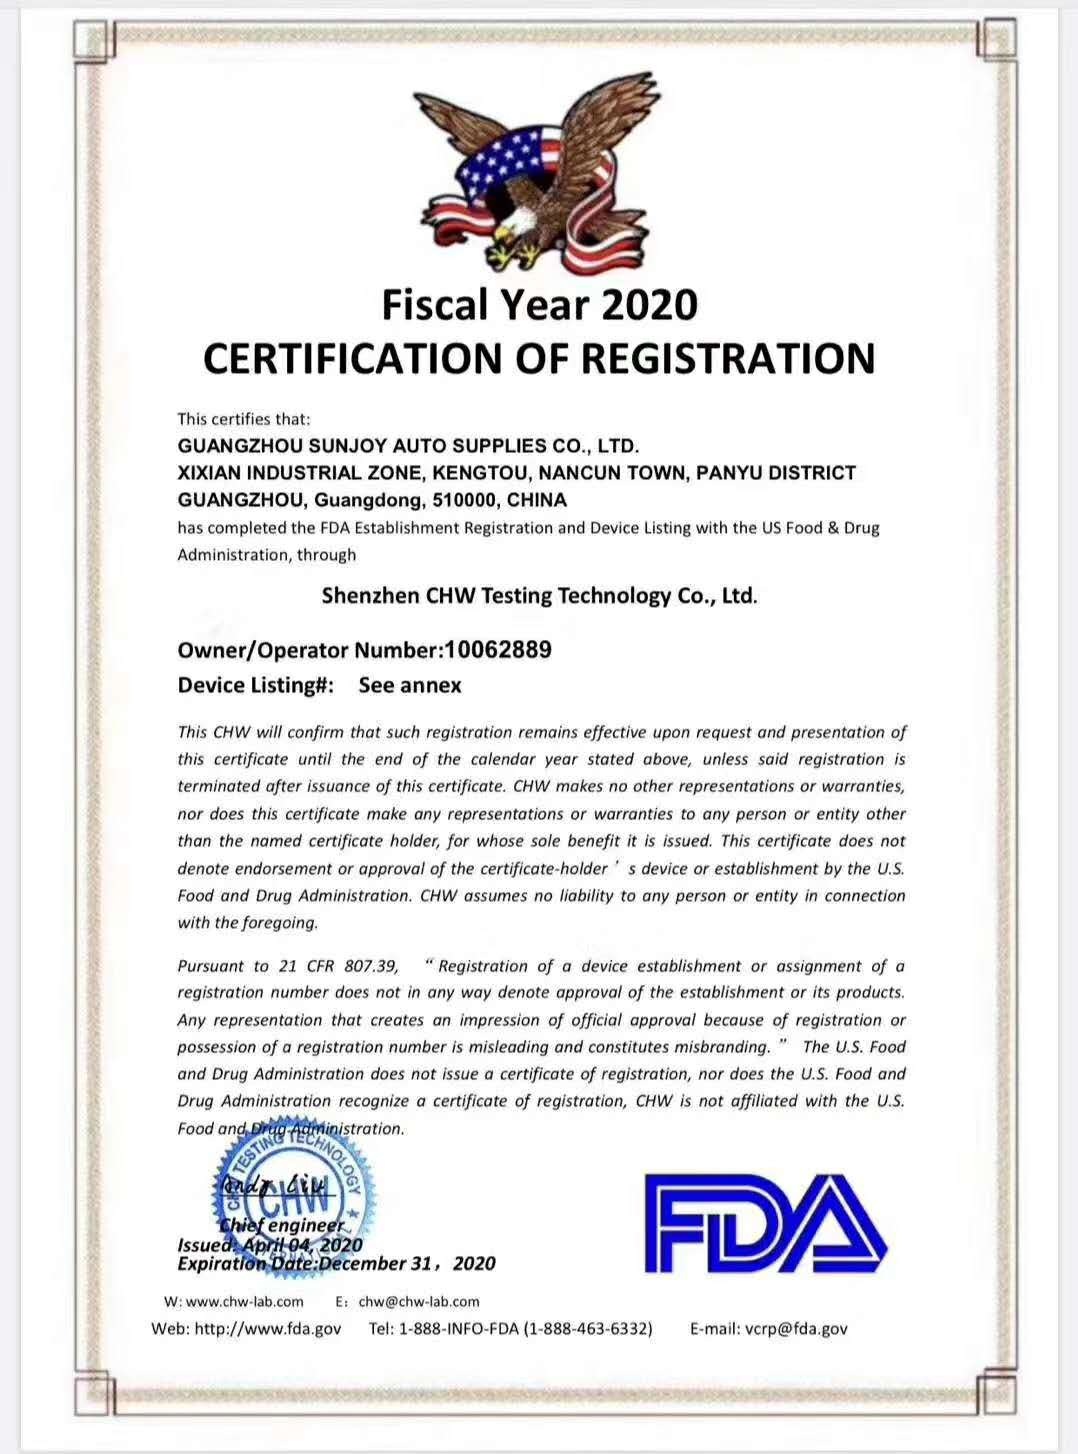 Fiscal Year 2020
CERTIFICATION OF REGISTRATION
This certifies that:
GUANGZHOU SUNJOY AUTO SUPPLIES CO., LTD.
XIXIAN INDUSTRIAL ZONE, KENGTOU, NANCUN TOWN, PANYU DISTRICT
GUANGZHOU, Guangdong, 510000, CHINA
has completed the FDA Establishment Registration and Device Listing with the US Food & Drug
Administration, through
Shenzhen CHW Testing Technology Co., Ltd.
Owner/Operator Number:10062889
Device Listing#: See annex
This CHW will confirm that such registration remains effective upon request and presentation of
this certificate until the end of the calendar year stated above, unless said registration is
terminated after issuance of this certificate. CHW makes no other representations or warranties,
nor does this certificate make any representations or warranties to any person or entity other
than the named certificate holder, for whose sole benefit it is issued. This certificate does not
denote endorsement or approval of the certificate-holder ' s device or establishment by the U.S.
Food and Drug Administration. CHW assumes no liability to any person or entity in connection
with the foregoing.
Pursuant to 21 CFR 807.39, “ Registration of a device establishment or assignment of a
registration number does not in any way denote approval of the establishment or its products.
Any representation that creates an impression of official approval because of registration or
possession of a registration number is misleading and constitutes misbranding. ” The U.S. Food
and Drug Administration does not issue a certificate of registration, nor does the U.S. Food and
Drug Administration recognize a certificate of registration, CHW is not affiliated with the U.S.
Food and Drug Administration.
TESTING TECHNOLOGY
CHW
Andy Liu
Chief engineer
Issued: April 04, 2020
Expiration Date:December 31, 2020
FDA
W: www.chw-lab.com E: chw@chw-lab.com
Web: http://www.fda.gov Tel: 1-888-INFO-FDA (1-888-463-6332) E-mail: vcrp@fda.gov